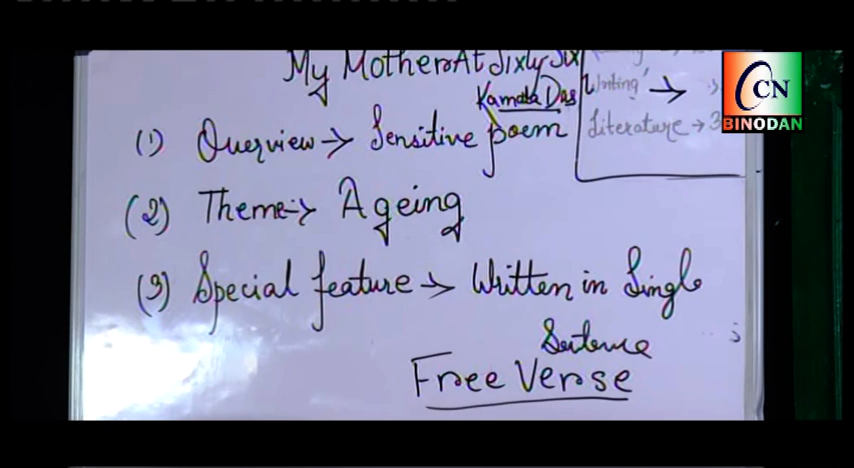 My Mother At Sixty Six
Kamala Das
(1) Overview → Sensitive poem
(2) Theme → Ageing
(3) Special feature → Written in Single
Sentence
Free Verse
Writing →
Literature → 3
CCN
BINODAN